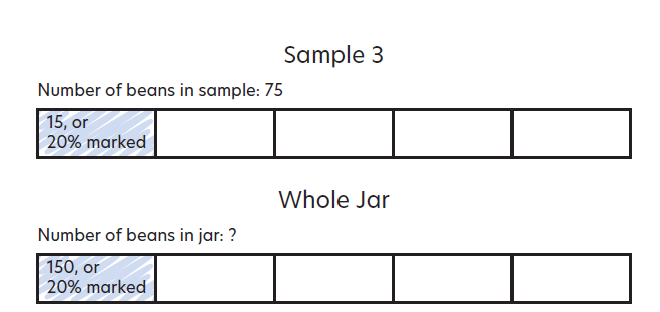 Sample 3
Number of beans in sample: 75
15, or
20% marked
Whole Jar
Number of beans in jar: ?
150, or
20% marked